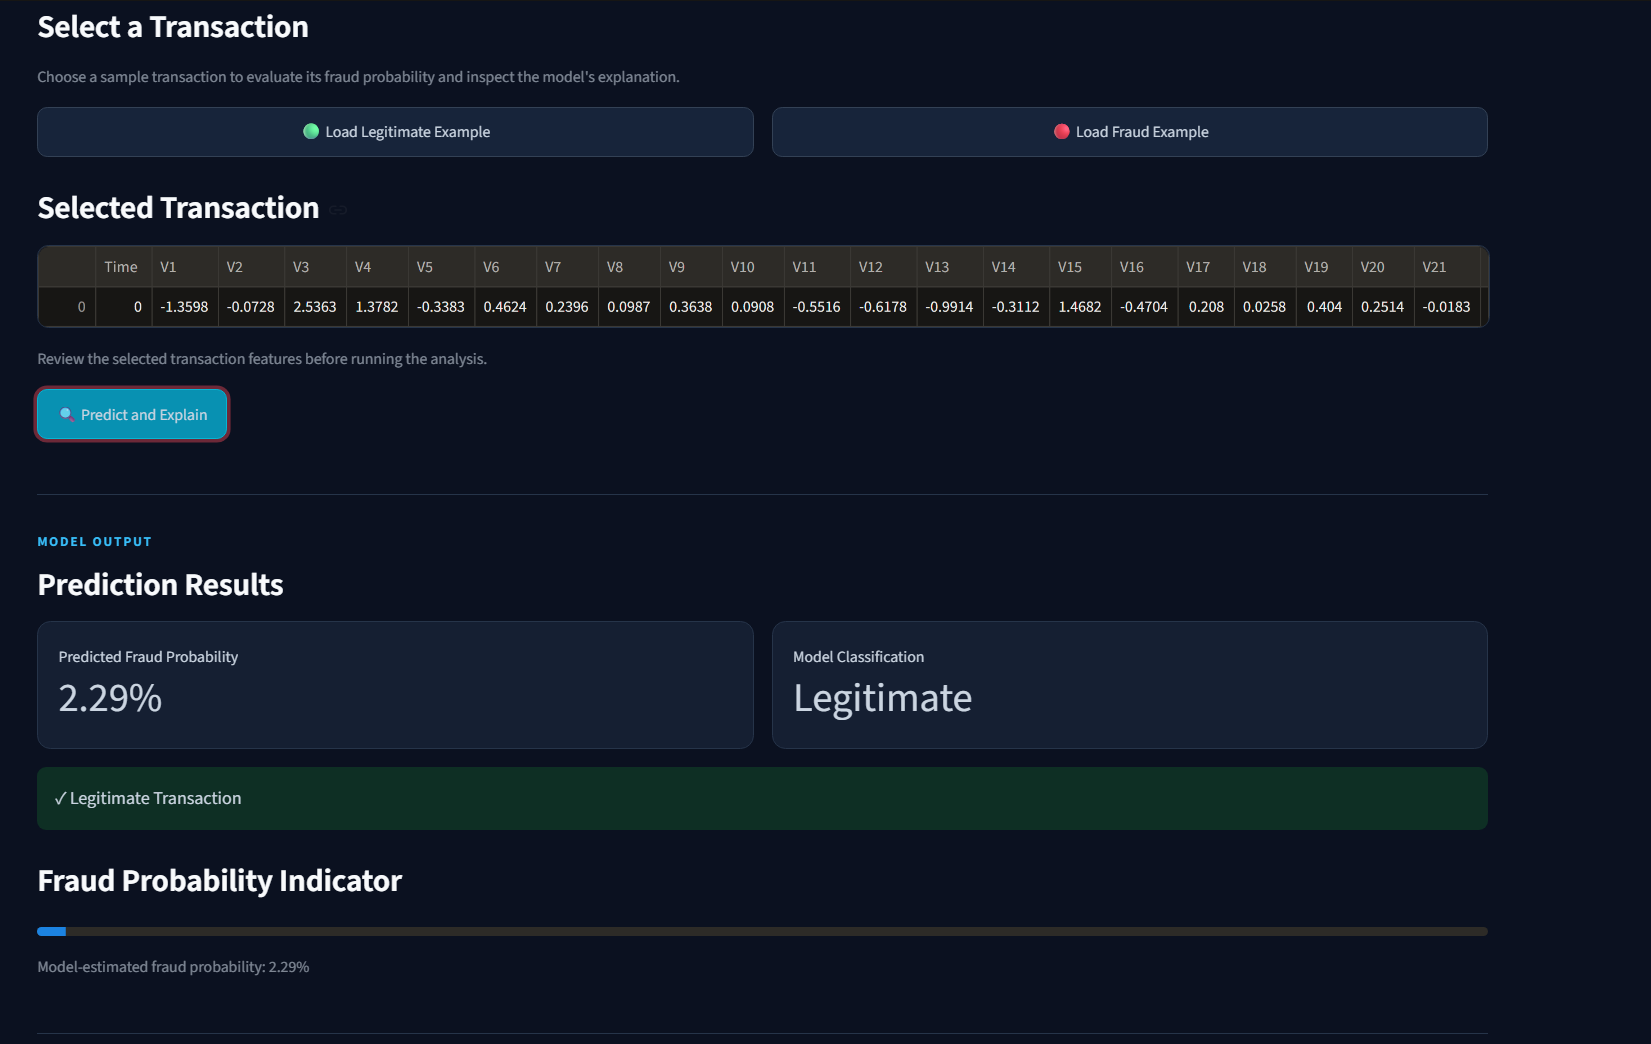 Select a Transaction
Choose a sample transaction to evaluate its fraud probability and inspect the model's explanation.
Load Legitimate Example
Load Fraud Example
Selected Transaction
Time V1 V2 V3 V4 V5 V6 V7 V8 V9 V10 V11 V12 V13 V14 V15 V16 V17 V18 V19 V20 V21
0 0 -1.3598 -0.0728 2.5363 1.3782 -0.3383 0.4624 0.2396 0.0987 0.3638 0.0908 -0.5516 -0.6178 -0.9914 -0.3112 1.4682 -0.4704 0.208 0.0258 0.404 0.2514 -0.0183
Review the selected transaction features before running the analysis.
Predict and Explain
MODEL OUTPUT
Prediction Results
Predicted Fraud Probability
2.29%
Model Classification
Legitimate
✓ Legitimate Transaction
Fraud Probability Indicator
Model-estimated fraud probability: 2.29%